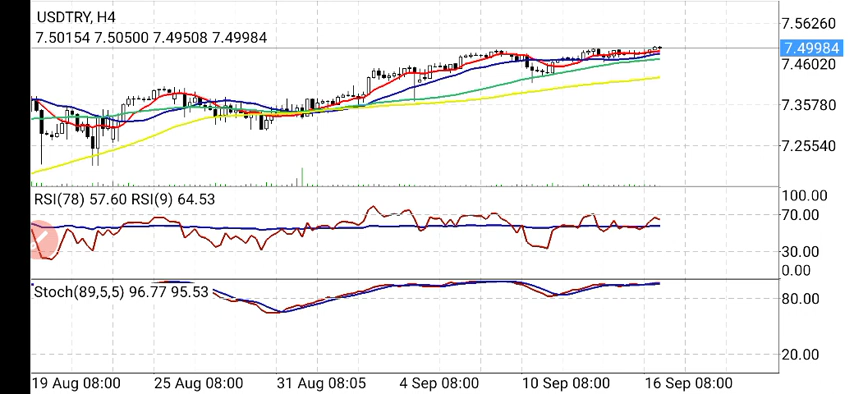 USDTRY, H4
7.50154 7.50500 7.49508 7.49984
7.56260
7.49984
7.46020
7.35780
7.25540
RSI(78) 57.60 RSI(9) 64.53
100.00
70.00
30.00
0.00
Stoch(89,5,5) 96.77 95.53
80.00
20.00
19 Aug 08:00 25 Aug 08:00 31 Aug 08:05 4 Sep 08:00 10 Sep 08:00 16 Sep 08:00